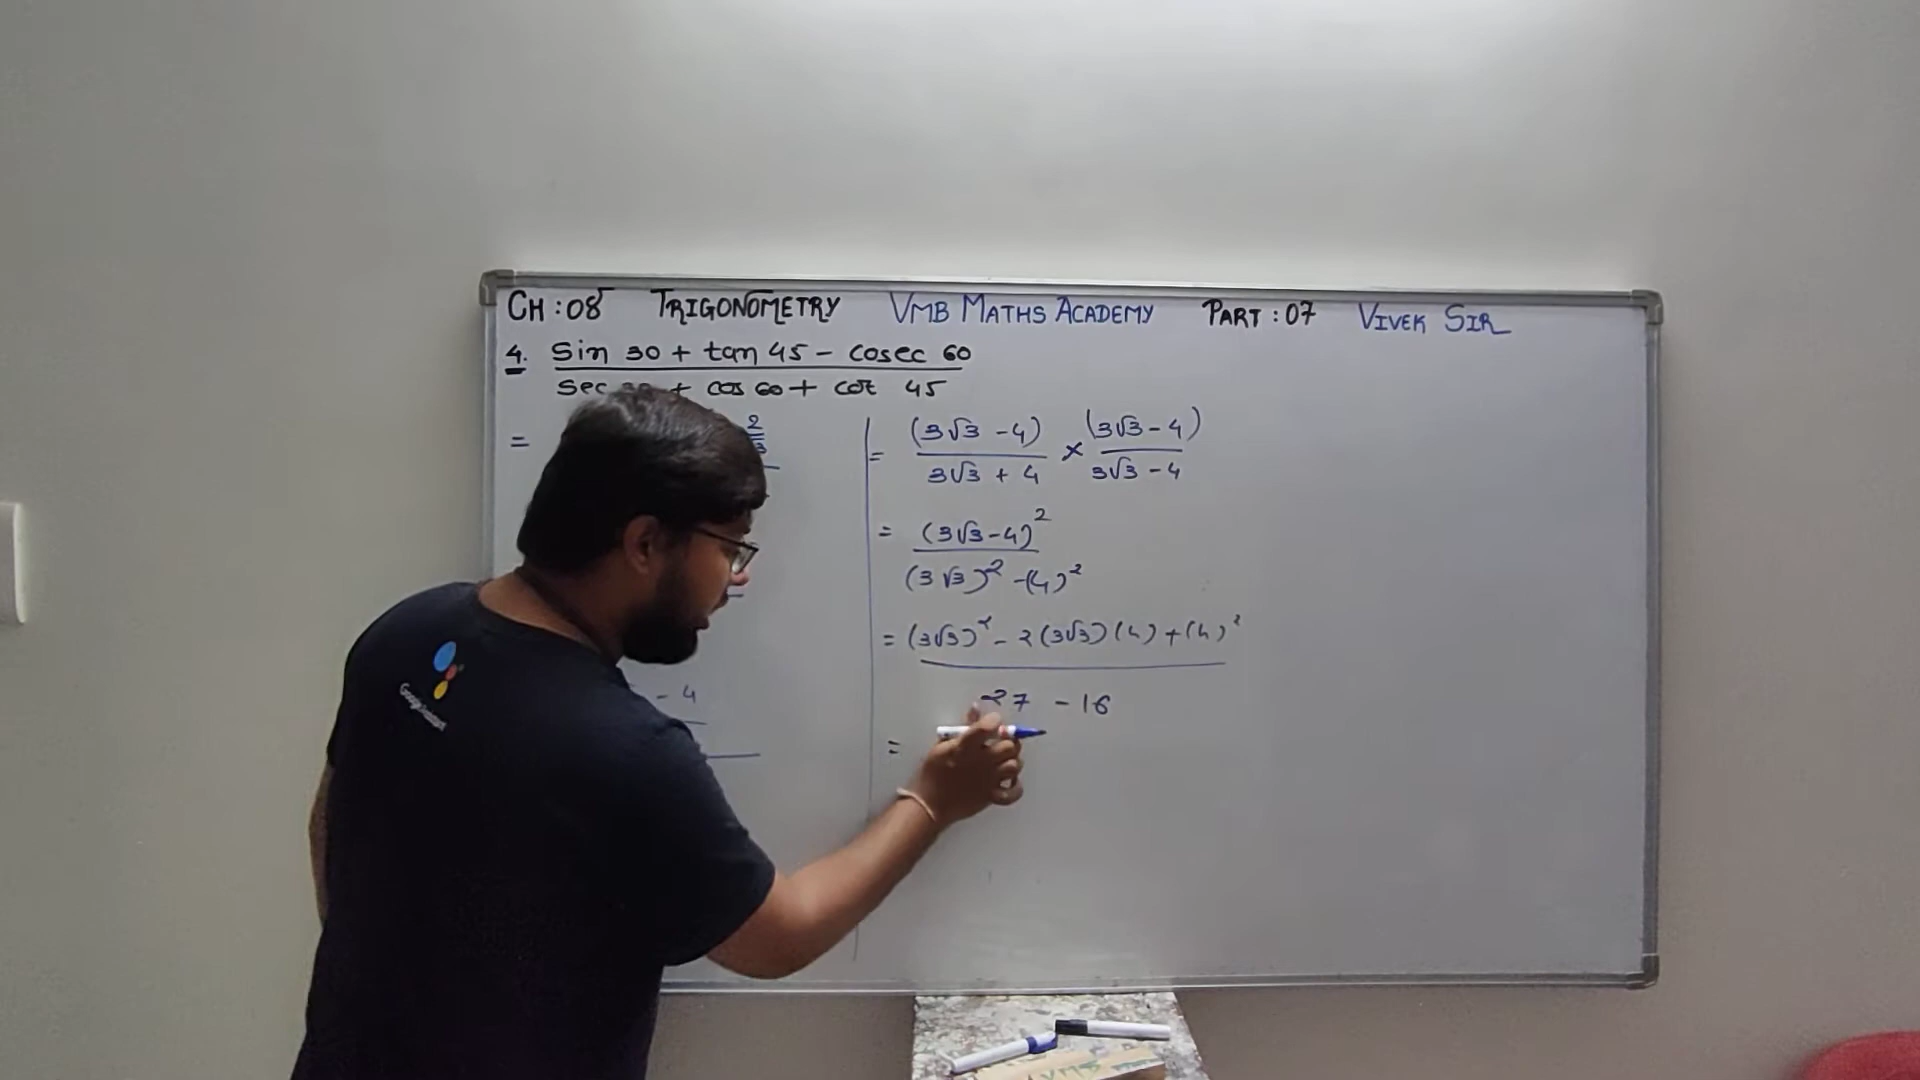 CH : 08 TRIGONOMETRY VMB MATHS ACADEMY PART : 07 VIVEK SIR
4. Sin 30 + tan 45 - cosec 60
sec + cos 60 + cot 45
=
2
- 4
= (3√3 - 4) / 3√3 + 4 × (3√3 - 4) / 3√3 - 4
= (3√3-4)² / (3√3)² - (4)²
= (3√3)² - 2(3√3)(4) + (4)²
27 - 16
=
VMB